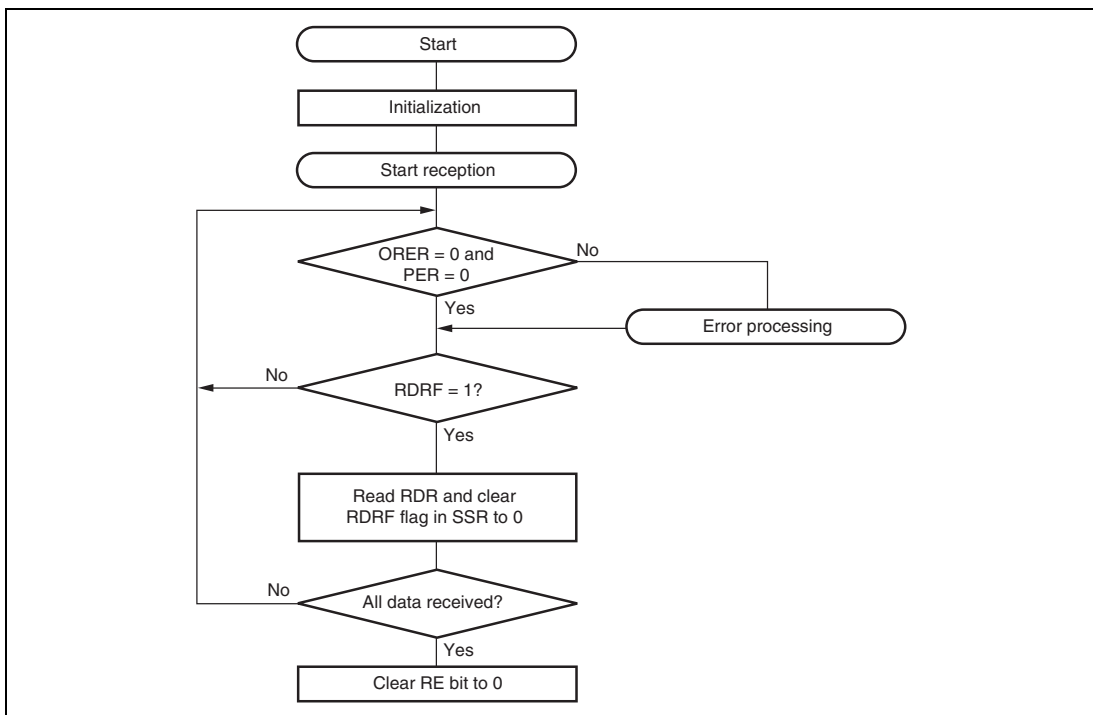 Start
Initialization
Start reception
ORER = 0 and
PER = 0
No
Yes
Error processing
No
RDRF = 1?
Yes
Read RDR and clear
RDRF flag in SSR to 0
No
All data received?
Yes
Clear RE bit to 0